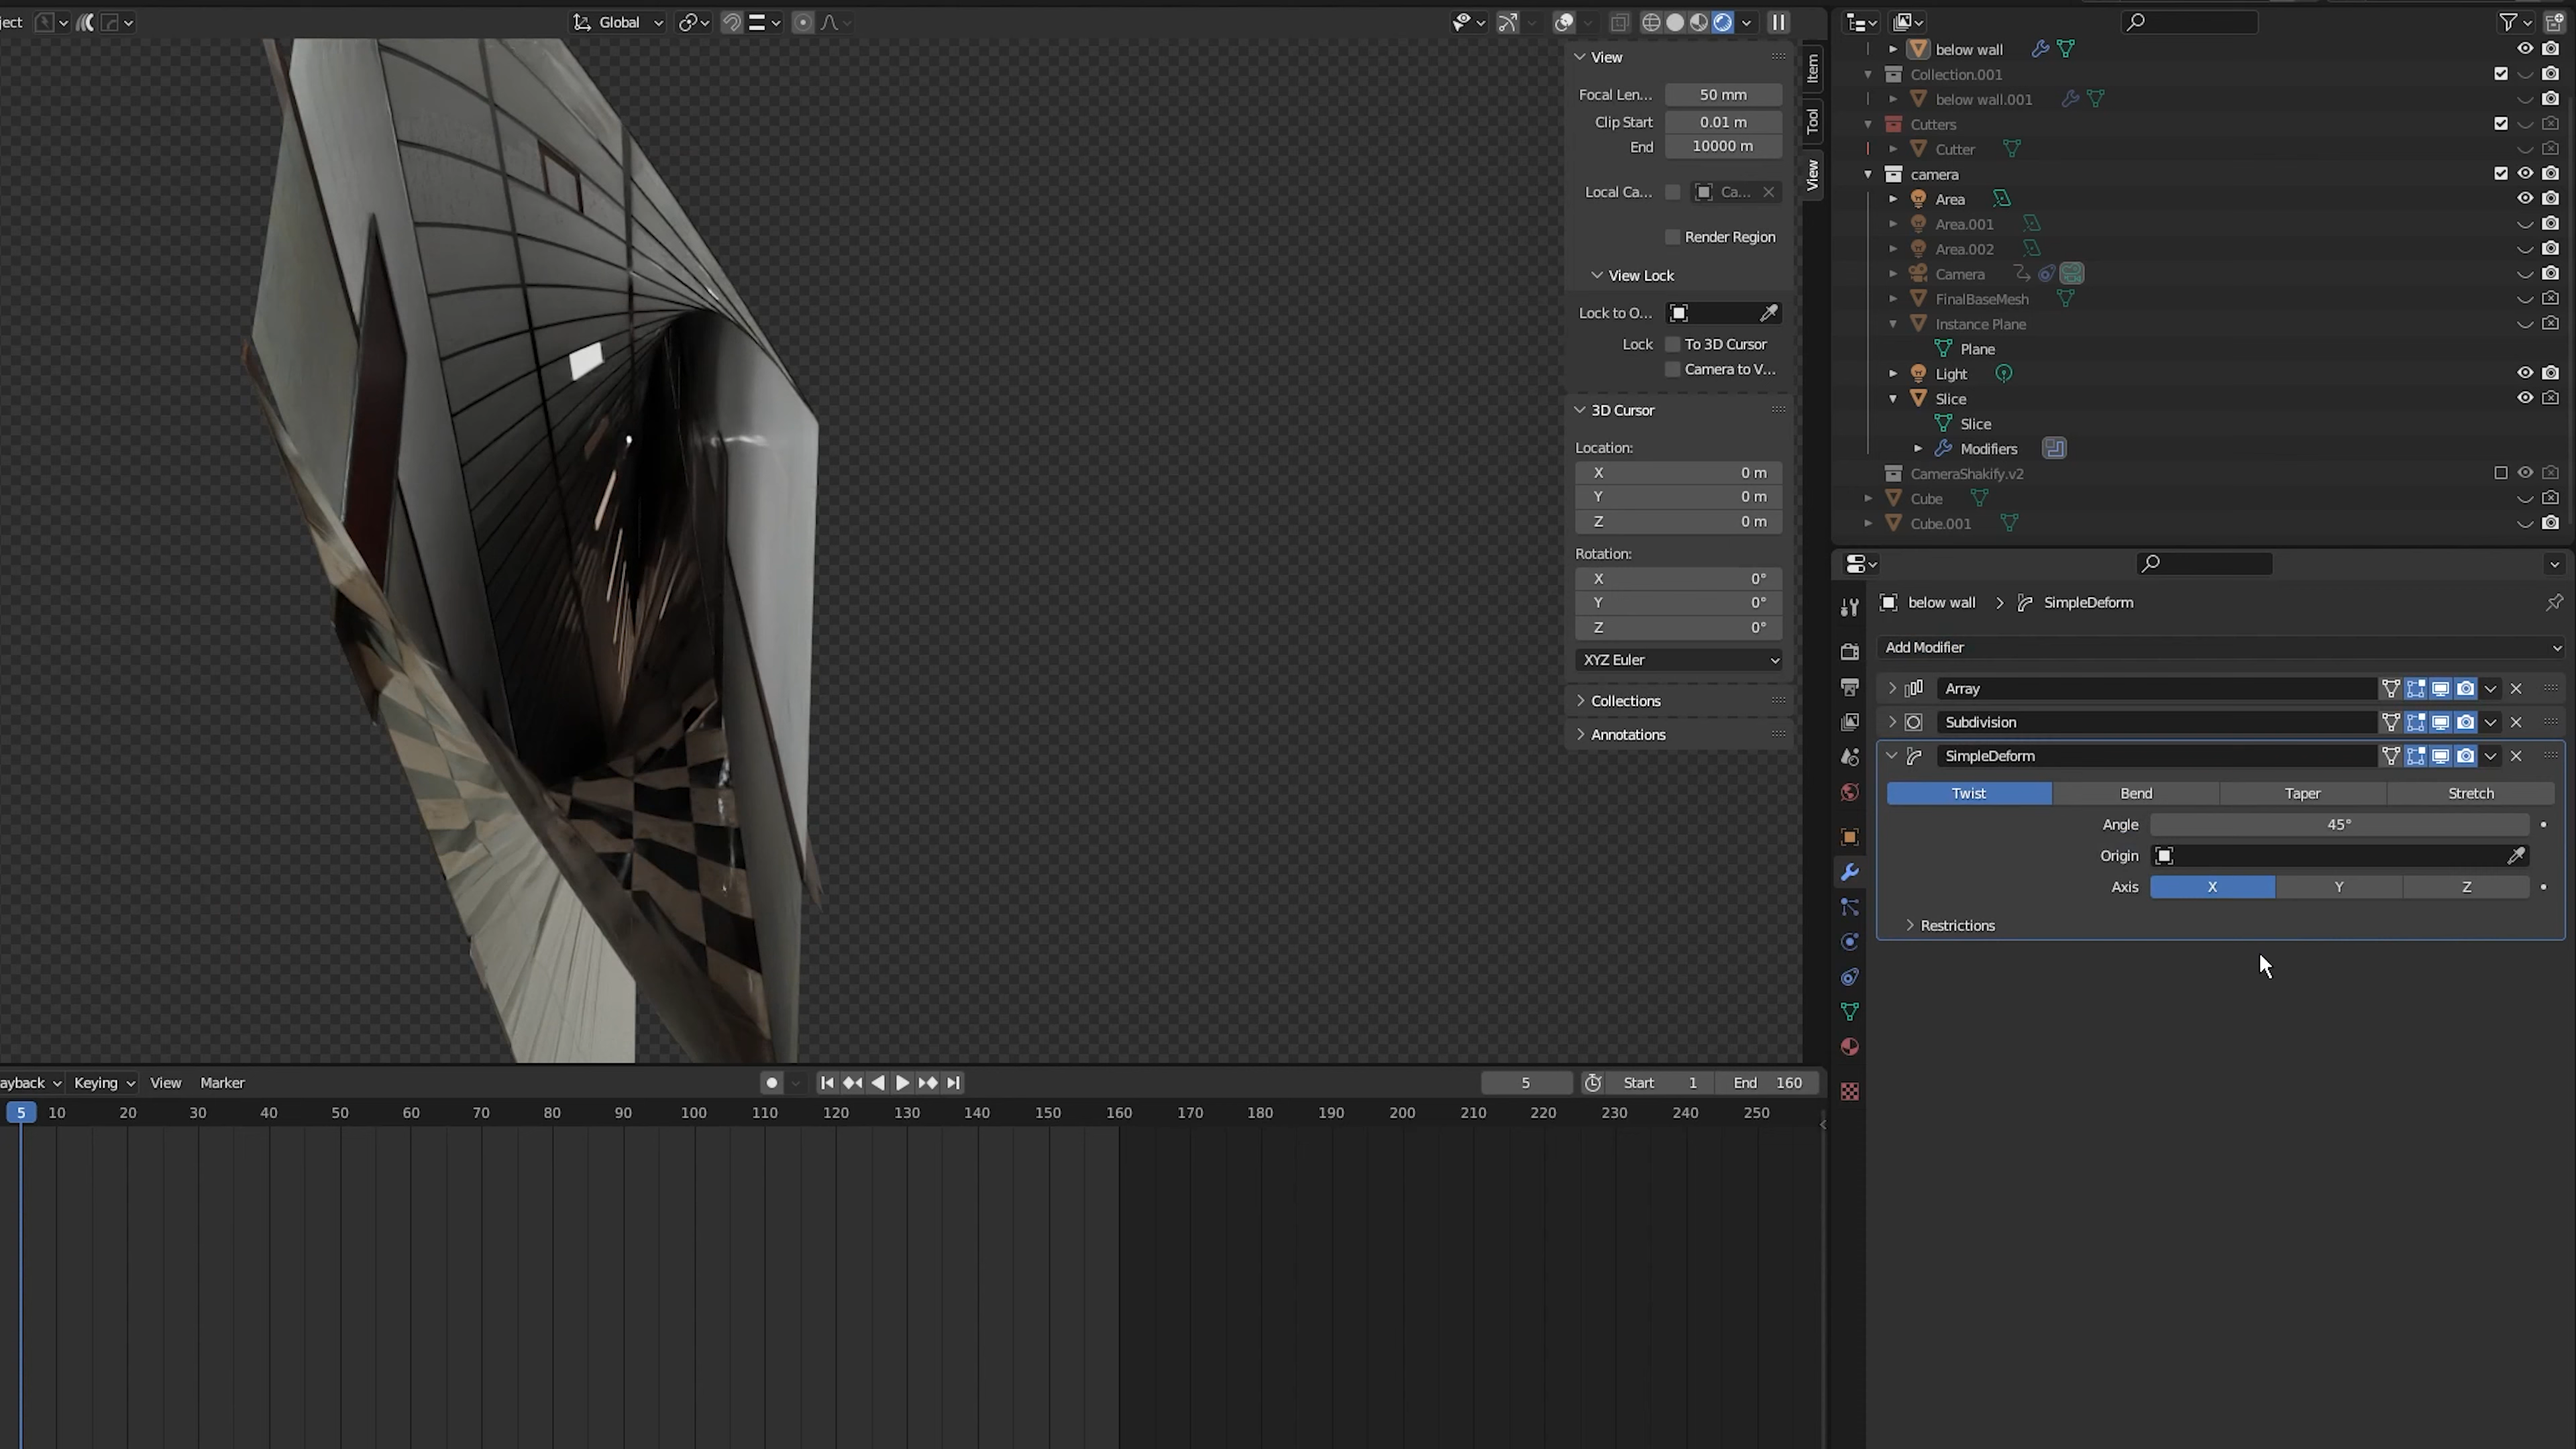 ject
Global
View
Focal Len... 50 mm
Clip Start 0.01 m
End 10000 m
Local Ca... Ca...
Render Region
View Lock
Lock to O...
Lock To 3D Cursor
Camera to V...
3D Cursor
Location:
X 0 m
Y 0 m
Z 0 m
Rotation:
X 0°
Y 0°
Z 0°
XYZ Euler
Collections
Annotations
Item
Tool
View
below wall
Collection.001
below wall.001
Cutters
Cutter
camera
Area
Area.001
Area.002
Camera
FinalBaseMesh
Instance Plane
Plane
Light
Slice
Slice
Modifiers
CameraShakify.v2
Cube
Cube.001
below wall SimpleDeform
Add Modifier
Array
Subdivision
SimpleDeform
Twist Bend Taper Stretch
Angle 45°
Origin
Axis X Y Z
Restrictions
ayback Keying View Marker
5 Start 1 End 160
5 10 20 30 40 50 60 70 80 90 100 110 120 130 140 150 160 170 180 190 200 210 220 230 240 250